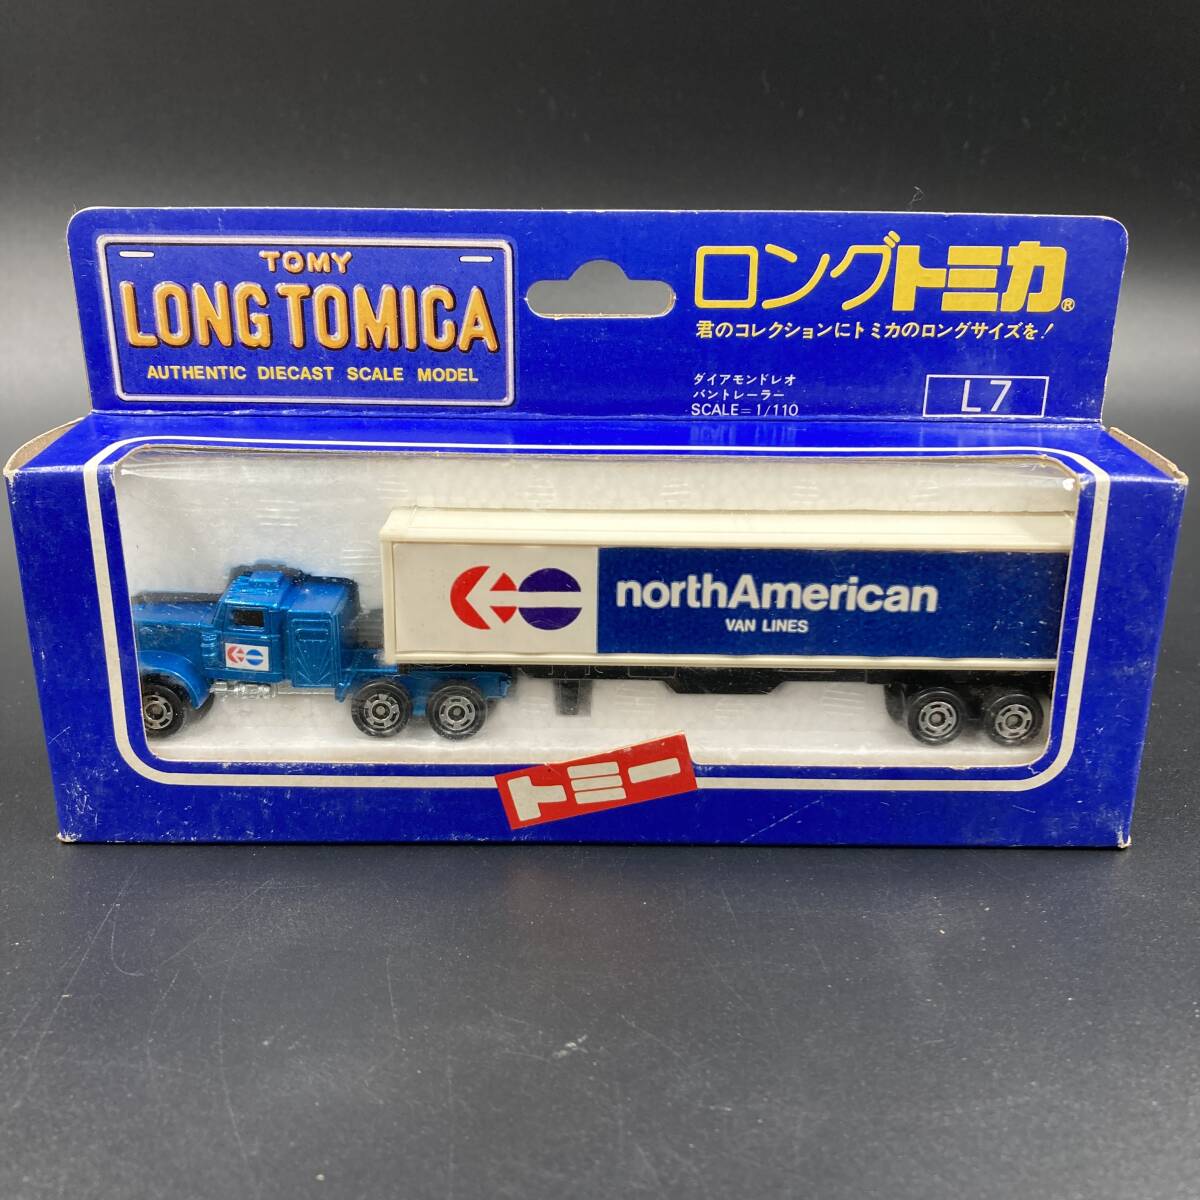 TOMY
LONG TOMICA
AUTHENTIC DIECAST SCALE MODEL
ロングトミカ®
君のコレクションにトミカのロングサイズを!
ダイアモンドレオ
バントレーラー
SCALE=1/110
L7
northAmerican
VAN LINES
トミー